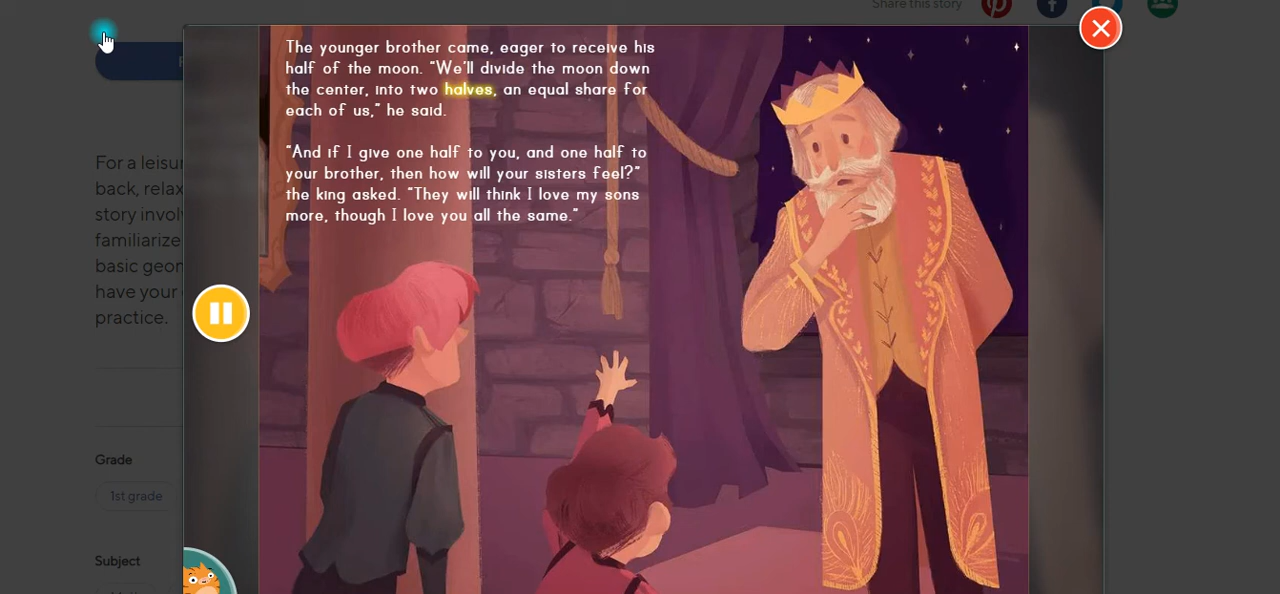 Share this story
The younger brother came, eager to receive his
half of the moon. “We’ll divide the moon down
the center, into two halves, an equal share for
each of us,” he said.
“And if I give one half to you, and one half to
your brother, then how will your sisters feel?”
the king asked. “They will think I love my sons
more, though I love you all the same.”
For a leisur
back, relax
story invol
familiarize
basic geon
have your
practice.
Grade
1st grade
Subject